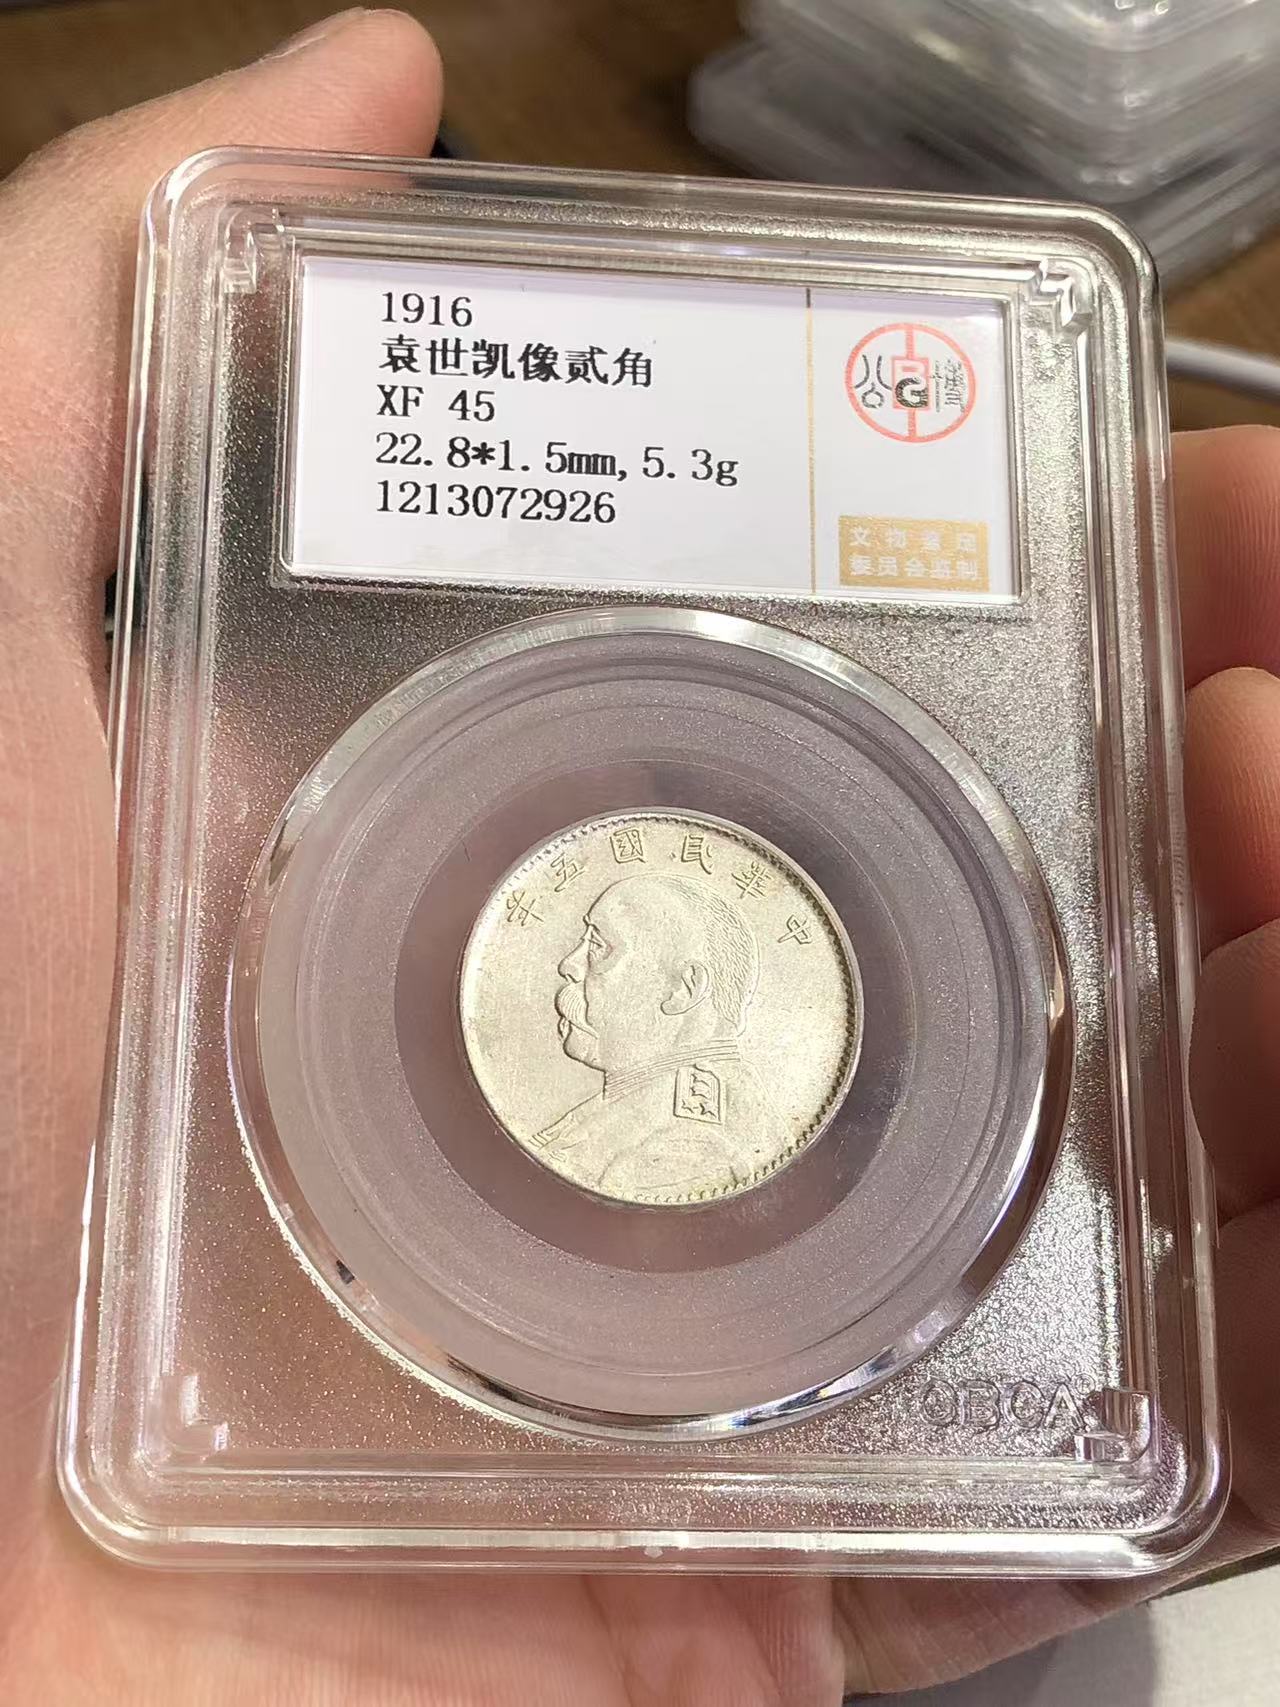 1916
袁世凯像贰角
XF 45
22.8*1.5mm,5.3g
1213072926
公 G 博
文物鉴定
委员会监制
中華民國五年
GBCA